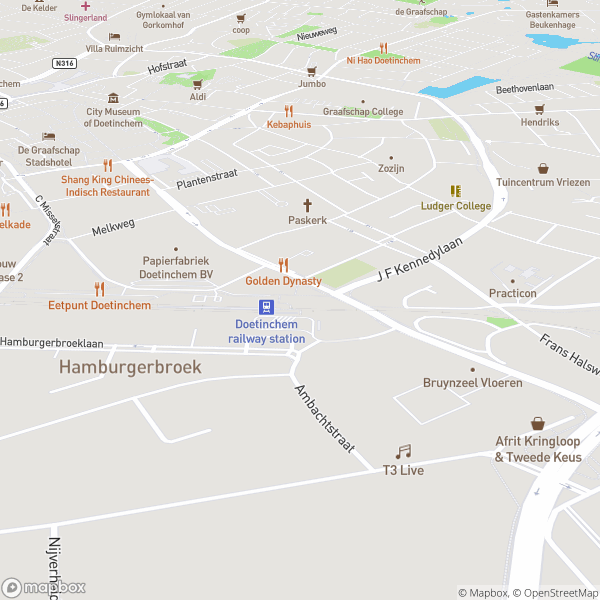 De Kelder
Slingerland
Gymlokaal van
Gorkomhof
coop
Nieuweweg
de Graafschap
Gastenkamers
Beukenhage
Villa Ruimzicht
N316
Hofstraat
Ni Hao Doetinchem
Jumbo
Beethovenlaan
Aldi
City Museum
of Doetinchem
Graafschap College
Kebaphuis
Hendriks
De Graafschap
Stadshotel
Shang King Chinees-
Indisch Restaurant
Plantenstraat
Zozijn
Tuincentrum Vriezen
Ludger College
C Missetstraat
Melkweg
Paskerk
Papierfabriek
Doetinchem BV
J F Kennedylaan
Golden Dynasty
Practicon
Eetpunt Doetinchem
Doetinchem
railway station
Frans Halsw
Hamburgerbroeklaan
Hamburgerbroek
Bruynzeel Vloeren
Ambachtstraat
Afrit Kringloop
& Tweede Keus
T3 Live
mapbox
© Mapbox, © OpenStreetMap